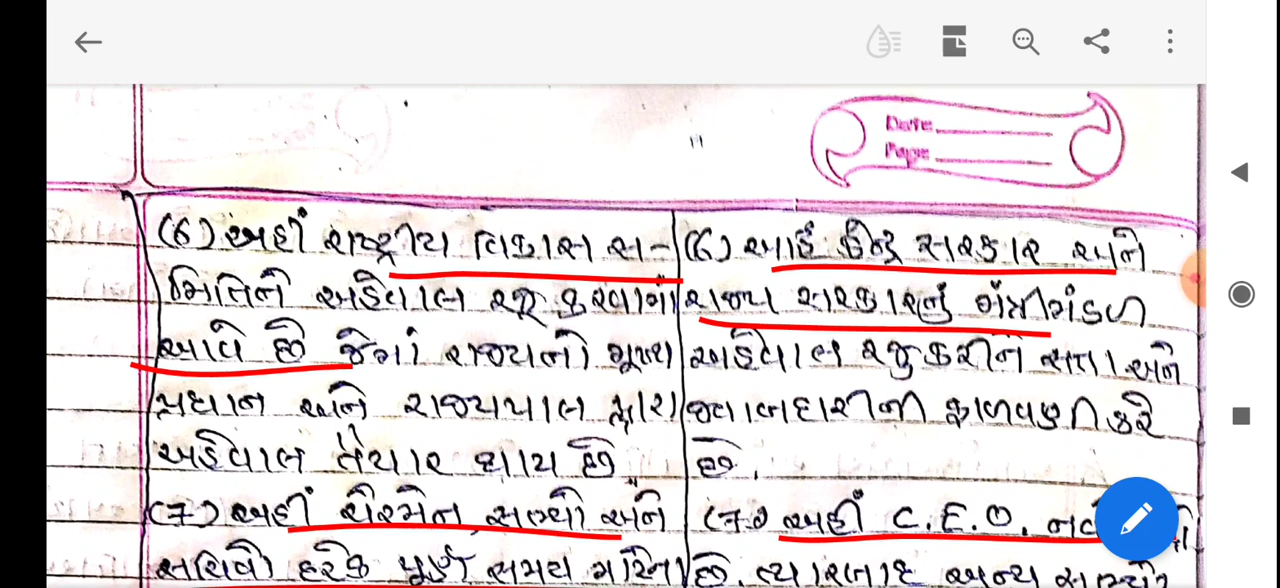 Date
Page
(6) અહીં રાષ્ટ્રીય વિકાસ સ-
મિતિને અહેવાલ રજૂ કરવામાં
આવે છે જેમાં રાજ્યનો મુખ્ય
પ્રધાન અને રાજ્યપાલ દ્વારા
અહેવાલ તૈયાર થાય છે.
(7) અહીં ચેરમેન, સભ્યો અને
સચિવો હરેક પૂર્ણ સમય
(6) કેન્દ્ર સરકાર અને
રાજ્ય સરકારનું મંત્રીમંડળ
અહેવાલ રજુ કરીને સત્તા અને
જવાબદારીની ફાળવણી કરે
છે.
(7) અહીં C.E.O.
છે. ત્યારબાદ અન્ય